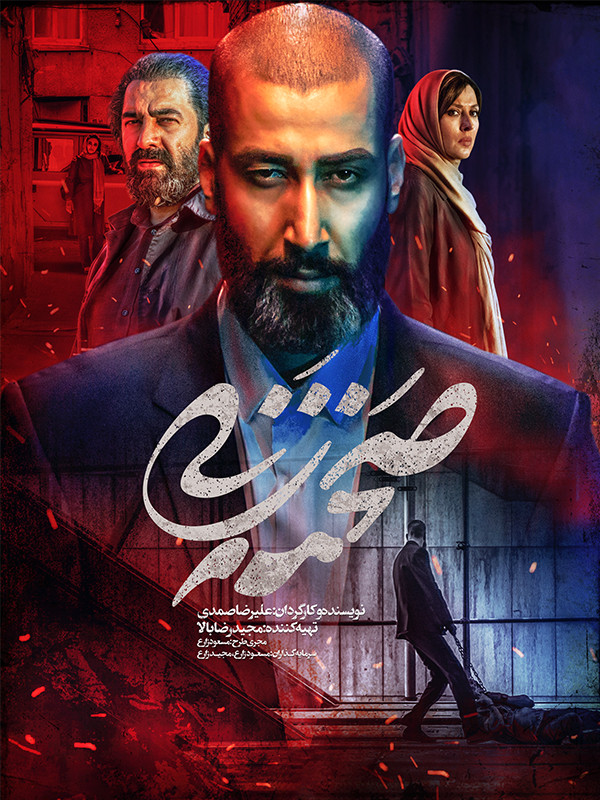 صحنه زنی
نویسنده و کارگردان: علیرضا صمدی
تهیه‌کننده: مجیدرضا بالا
مجری طرح: مسعود زارع
سرمایه‌گذاران: مسعود زارع، مجید زارع